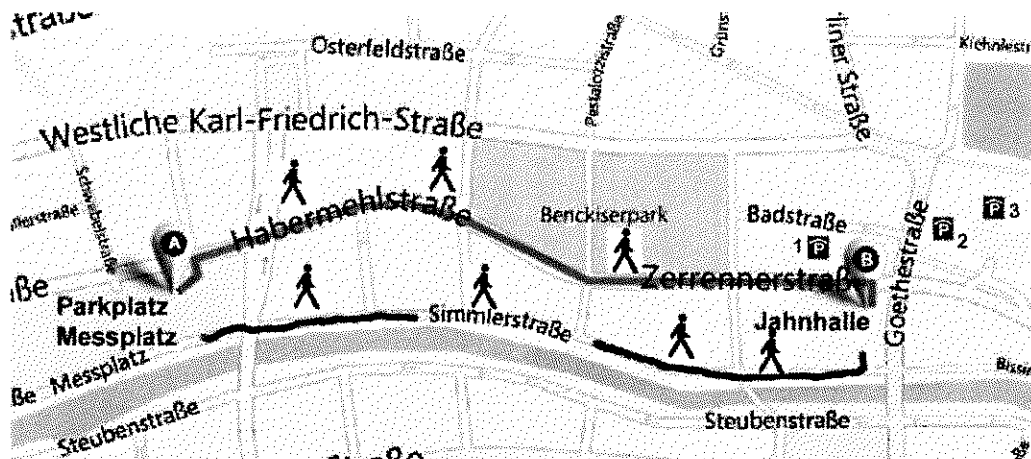 Osterfeldstraße
Pestalozzistraße
Westliche Karl-Friedrich-Straße
Schwebelstraße
Habermehlstraße
Benckiserpark
Badstraße
1 P
P 2
P 3
A
B
Zerrennerstraße
Goethestraße
Parkplatz
Messplatz
Jahnhalle
Simmlerstraße
Messplatz
Steubenstraße
Steubenstraße